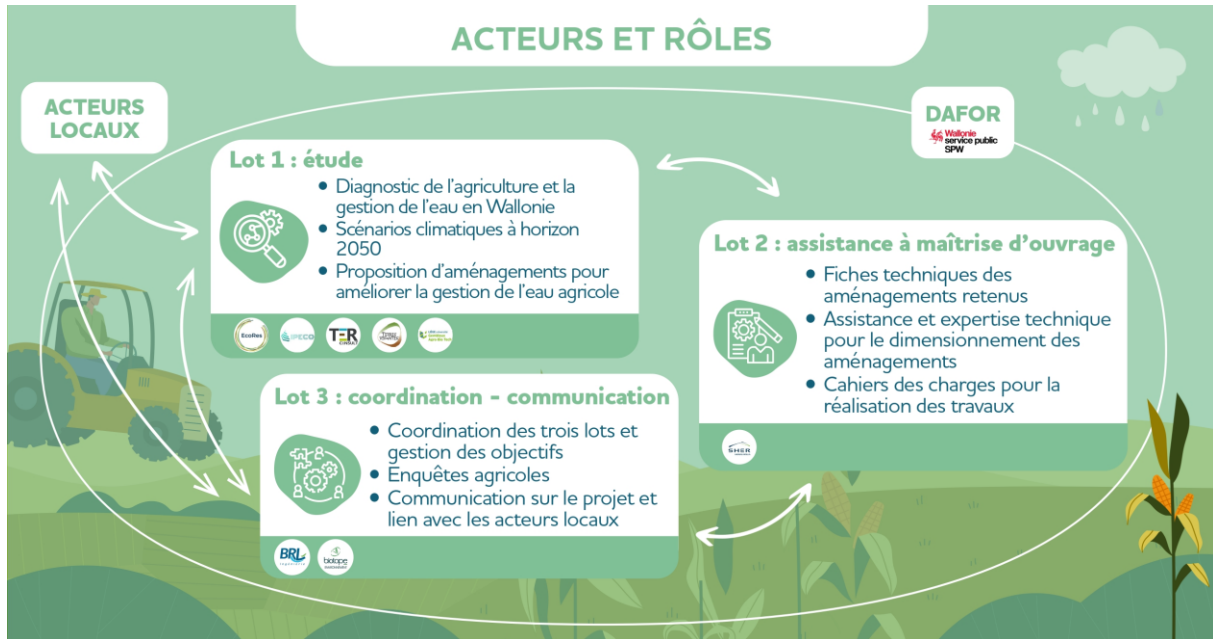 ACTEURS ET RÔLES
ACTEURS
LOCAUX
DAFOR
Wallonie
service public
SPW
Lot 1 : étude
• Diagnostic de l'agriculture et la
gestion de l'eau en Wallonie
• Scénarios climatiques à horizon
2050
• Proposition d'aménagements pour
améliorer la gestion de l'eau agricole
EcoRes
IPECO
TER
Lot 2 : assistance à maîtrise d'ouvrage
• Fiches techniques des
aménagements retenus
• Assistance et expertise technique
pour le dimensionnement des
aménagements
• Cahiers des charges pour la
réalisation des travaux
SHER
Lot 3 : coordination - communication
• Coordination des trois lots et
gestion des objectifs
• Enquêtes agricoles
• Communication sur le projet et
lien avec les acteurs locaux
BRL
Ingénierie
biotope